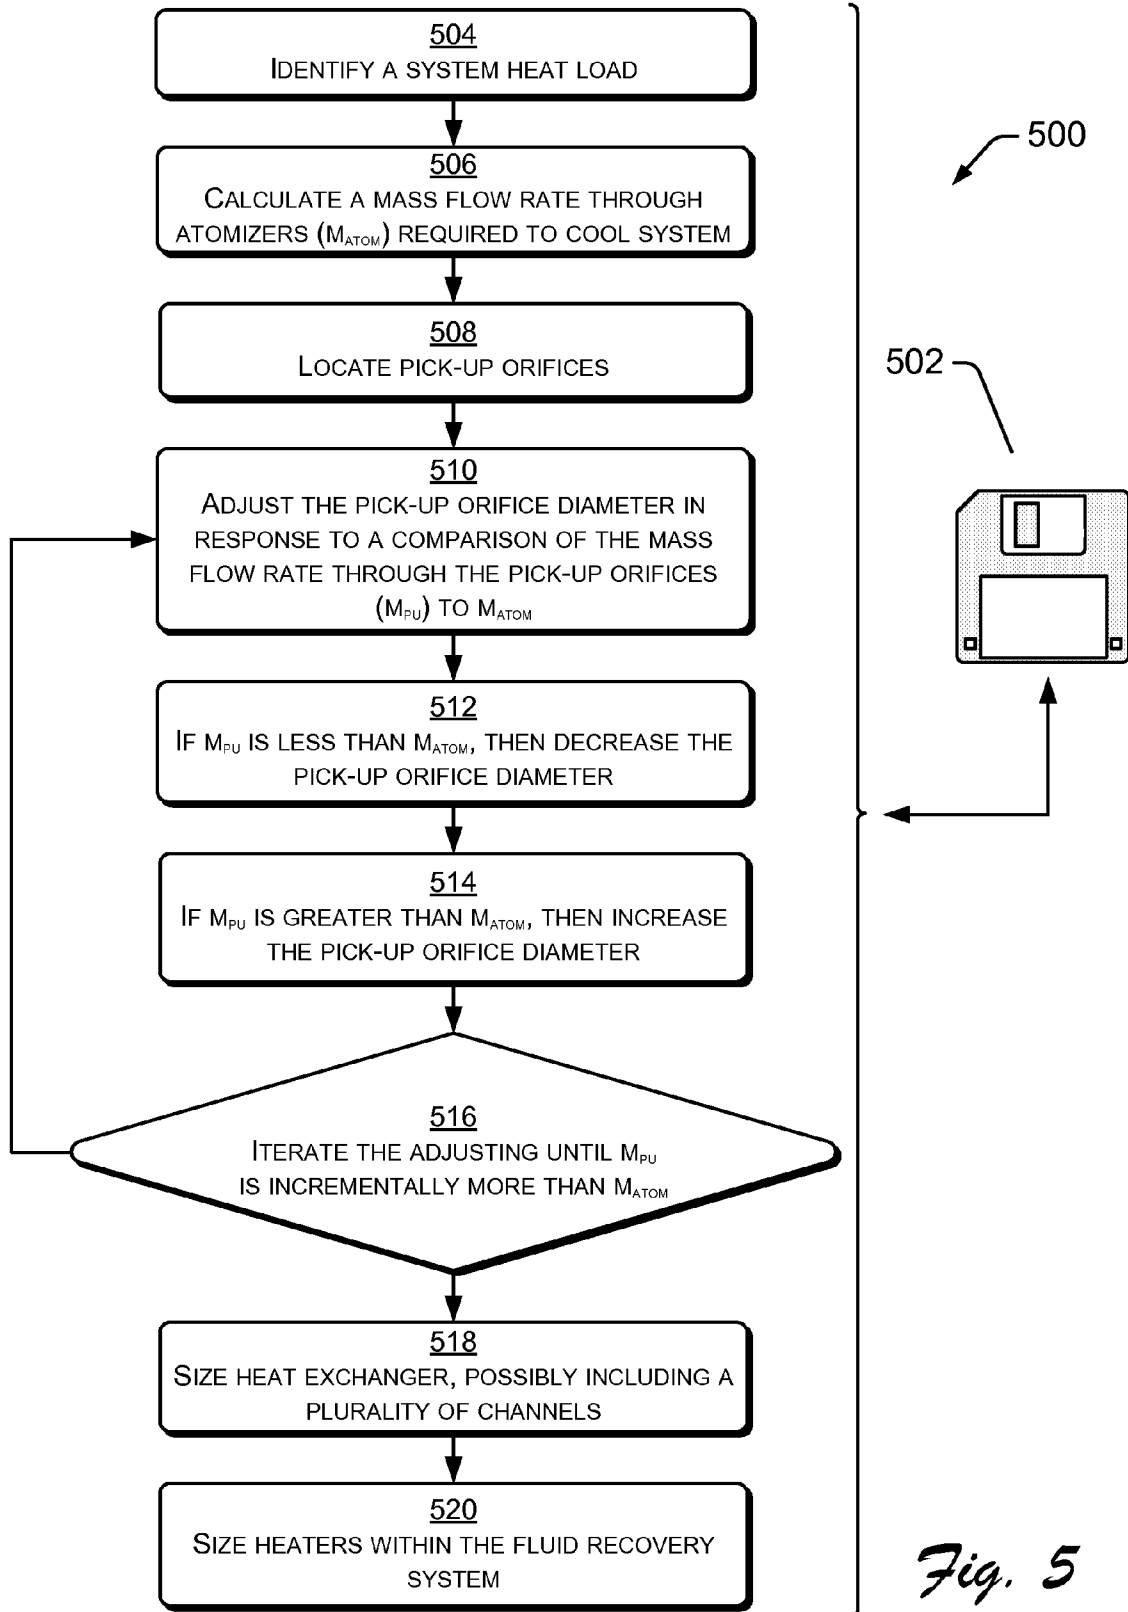 504
IDENTIFY A SYSTEM HEAT LOAD
500
506
CALCULATE A MASS FLOW RATE THROUGH
ATOMIZERS (MATOM) REQUIRED TO COOL SYSTEM
508
LOCATE PICK-UP ORIFICES
502
510
ADJUST THE PICK-UP ORIFICE DIAMETER IN
RESPONSE TO A COMPARISON OF THE MASS
FLOW RATE THROUGH THE PICK-UP ORIFICES
(MPU) TO MATOM
512
IF MPU IS LESS THAN MATOM, THEN DECREASE THE
PICK-UP ORIFICE DIAMETER
514
IF MPU IS GREATER THAN MATOM, THEN INCREASE
THE PICK-UP ORIFICE DIAMETER
516
ITERATE THE ADJUSTING UNTIL MPU
IS INCREMENTALLY MORE THAN MATOM
518
SIZE HEAT EXCHANGER, POSSIBLY INCLUDING A
PLURALITY OF CHANNELS
520
SIZE HEATERS WITHIN THE FLUID RECOVERY
SYSTEM
Fig. 5